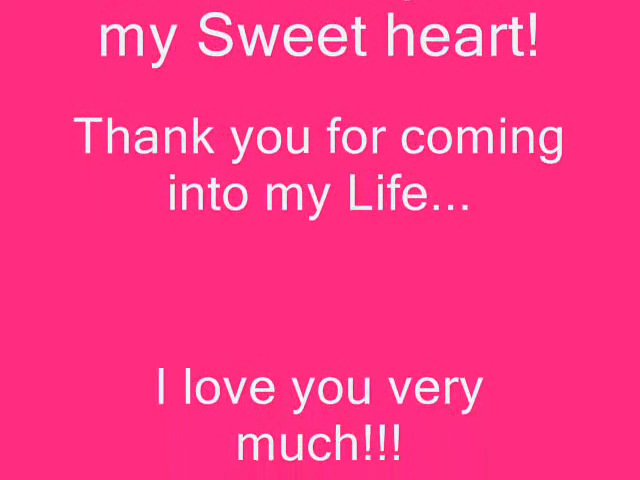 my Sweet heart!
Thank you for coming
into my Life...
I love you very
much!!!